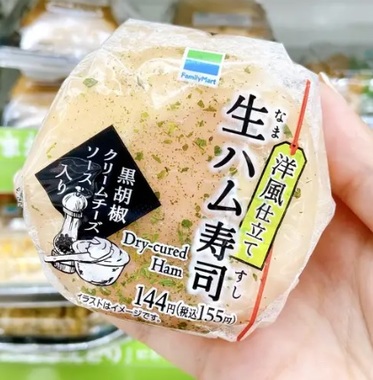 FamilyMart
洋風仕立て
なま
生ハム寿司
すし
黒胡椒
クリームチーズ
ソース入り
Dry-cured
Ham
144円(税込155円)
イラストはイメージです。